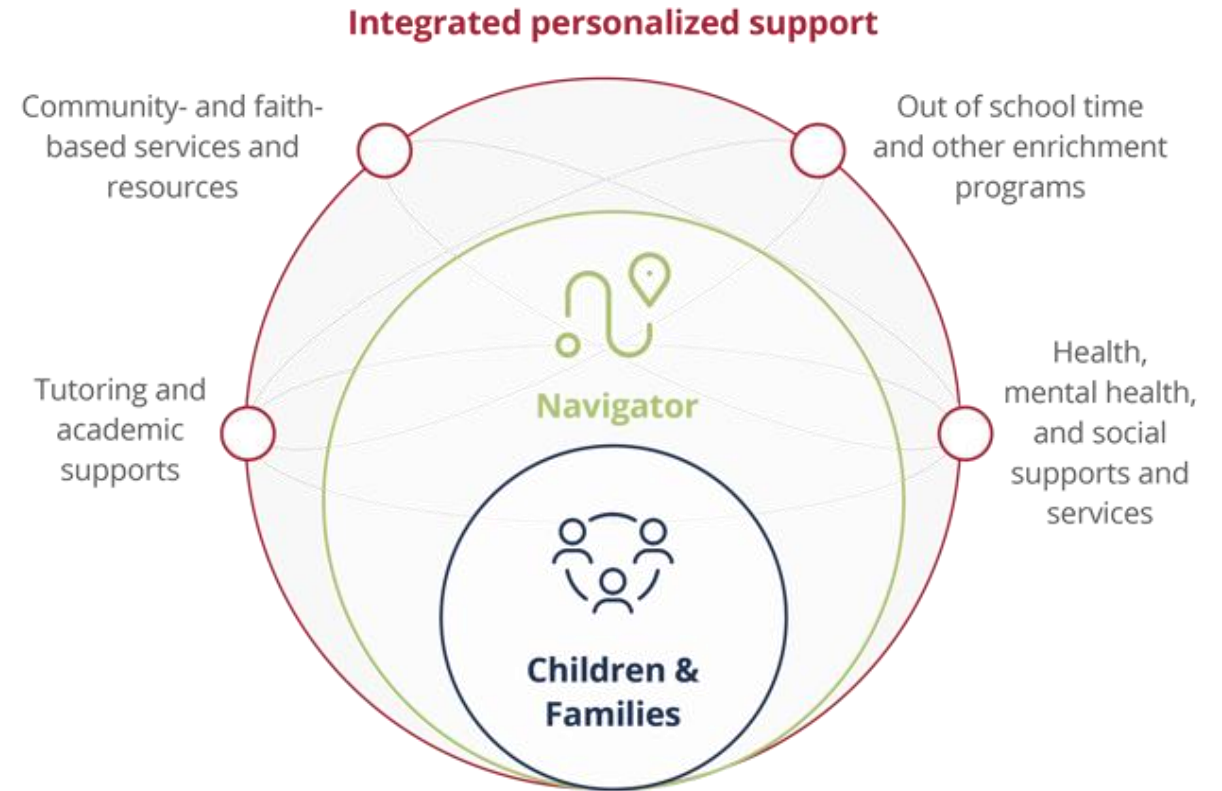 Integrated personalized support
Community- and faith-
based services and
resources
Out of school time
and other enrichment
programs
Tutoring and
academic
supports
Navigator
Health,
mental health,
and social
supports and
services
Children &
Families